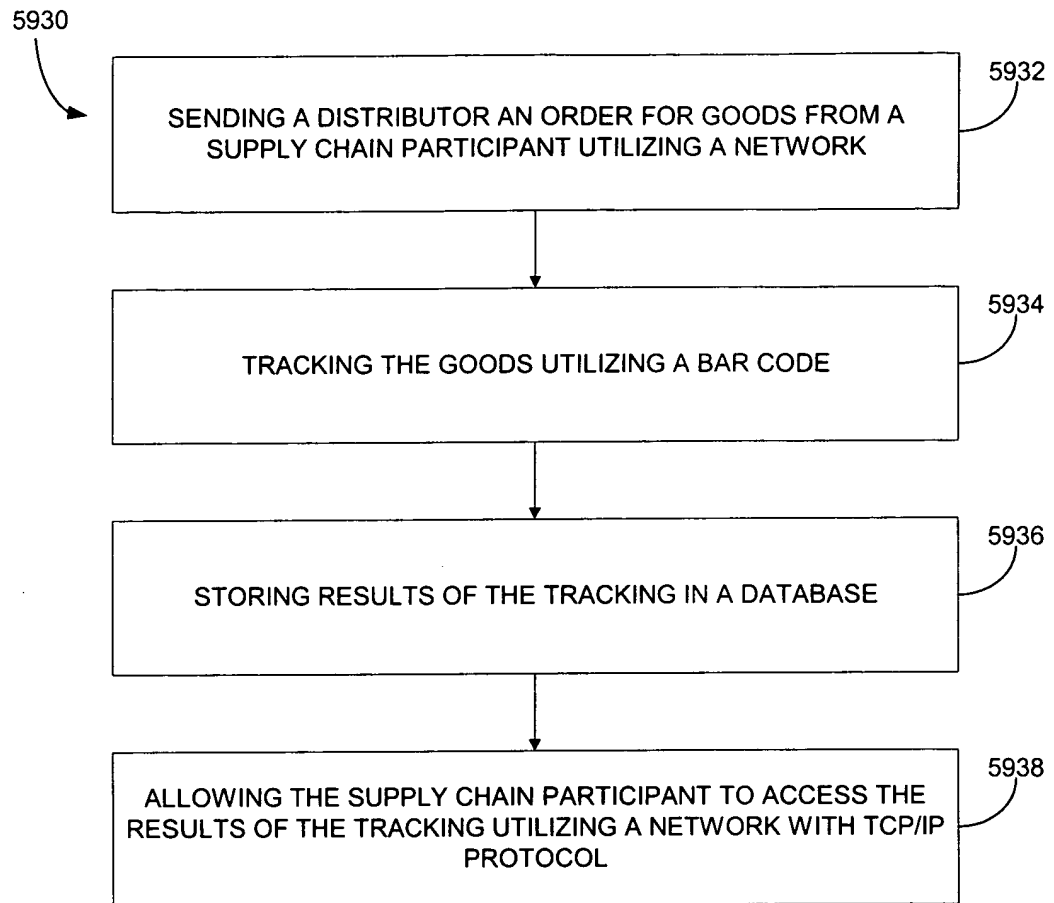 5930
5932
SENDING A DISTRIBUTOR AN ORDER FOR GOODS FROM A
SUPPLY CHAIN PARTICIPANT UTILIZING A NETWORK
5934
TRACKING THE GOODS UTILIZING A BAR CODE
5936
STORING RESULTS OF THE TRACKING IN A DATABASE
5938
ALLOWING THE SUPPLY CHAIN PARTICIPANT TO ACCESS THE
RESULTS OF THE TRACKING UTILIZING A NETWORK WITH TCP/IP
PROTOCOL